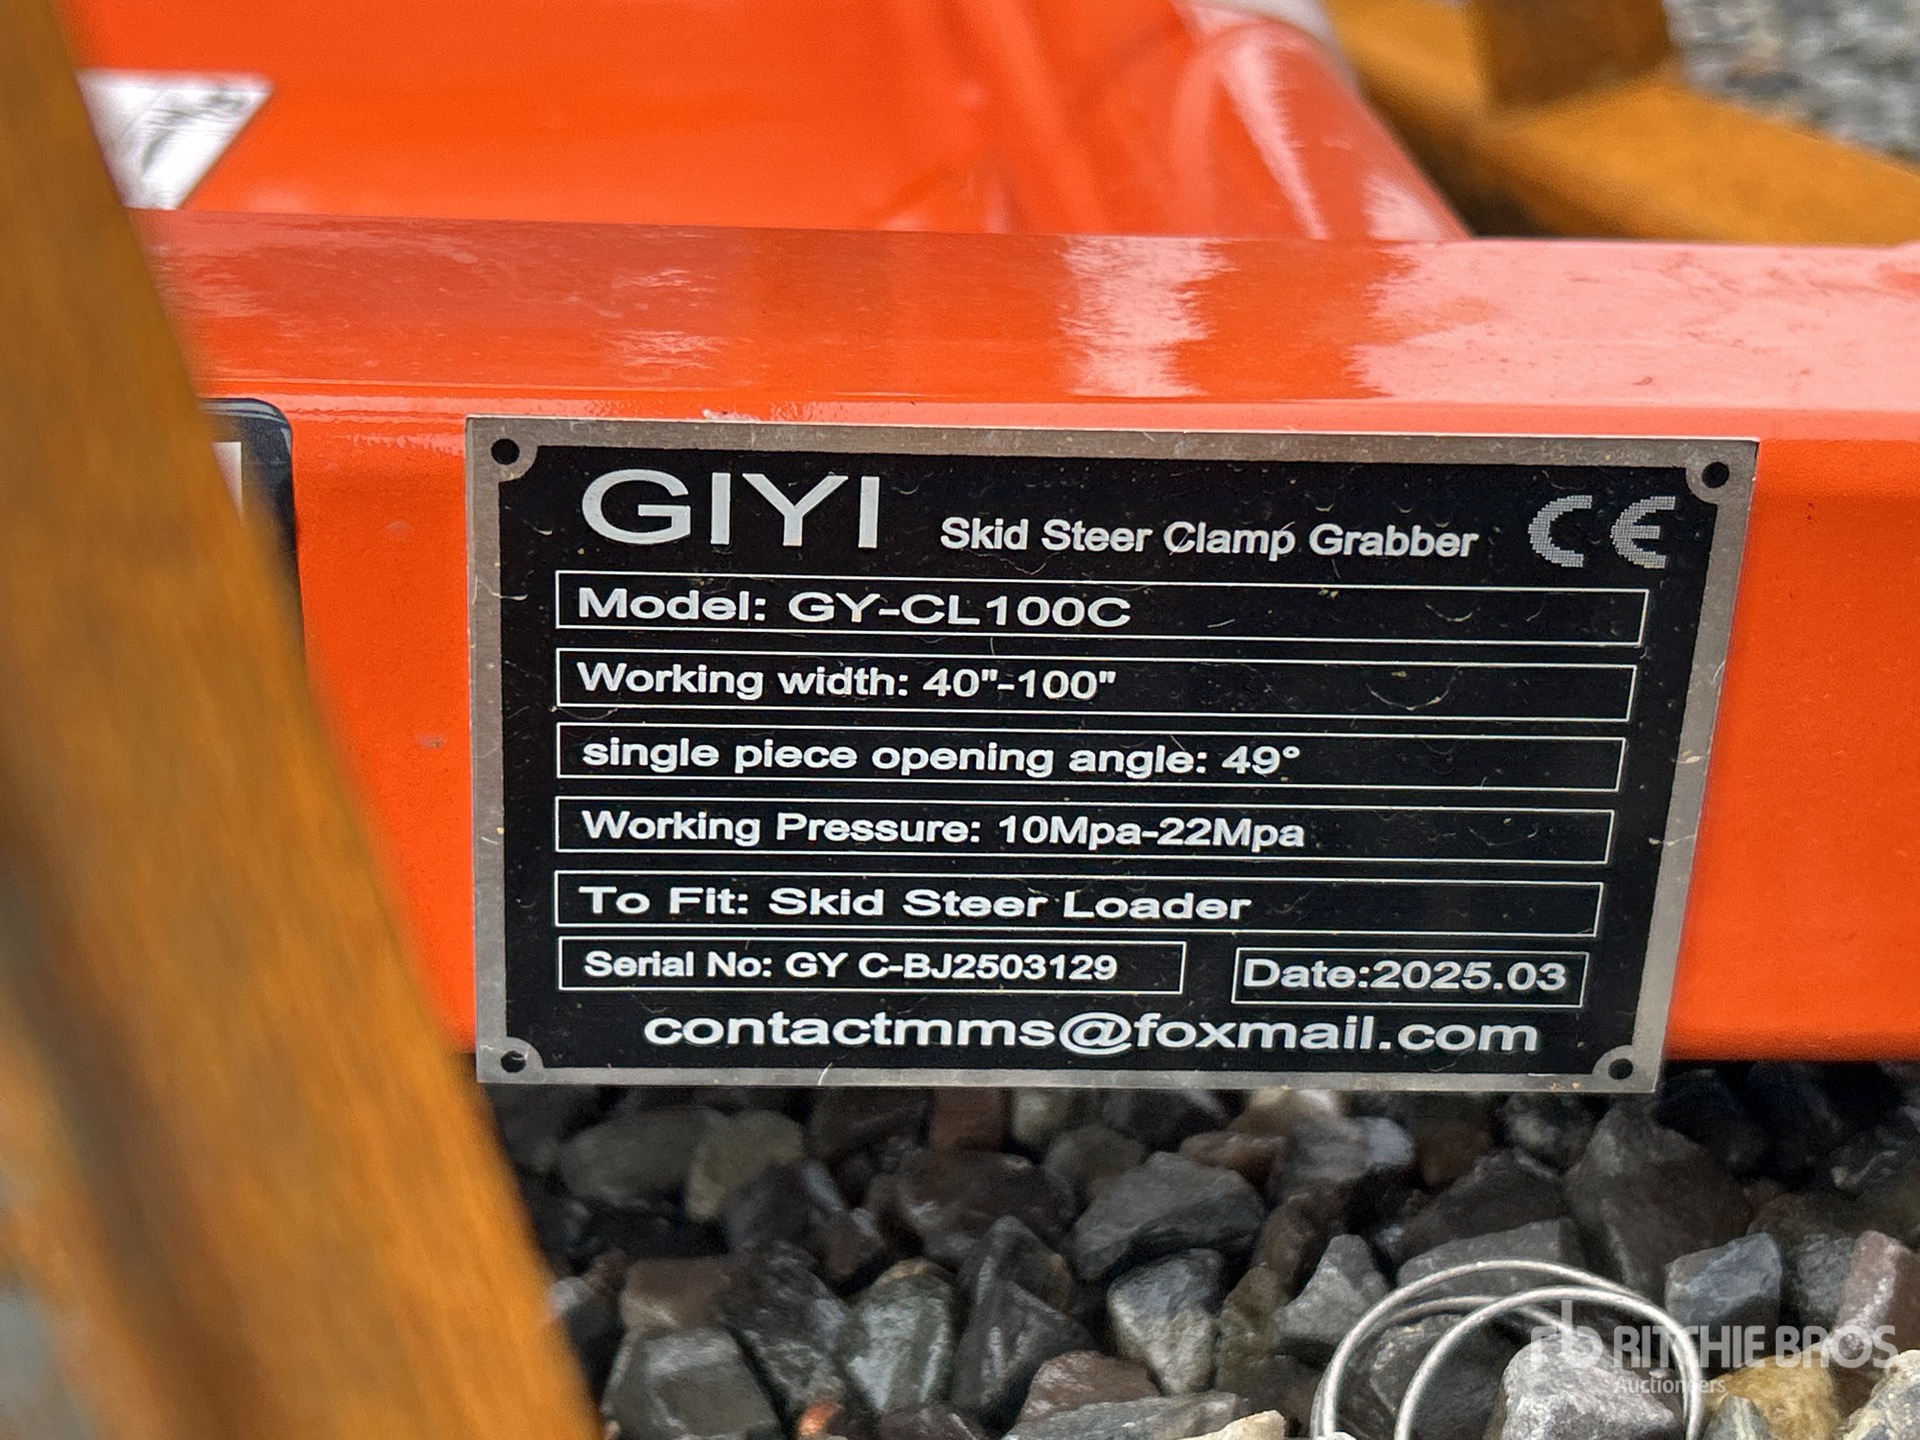 GIYI Skid Steer Clamp Grabber CE
Model: GY-CL100C
Working width: 40"-100"
single piece opening angle: 49°
Working Pressure: 10Mpa-22Mpa
To Fit: Skid Steer Loader
Serial No: GY C-BJ2503129 Date:2025.03
contactmms@foxmail.com
rb RITCHIE BROS
Auctioneers